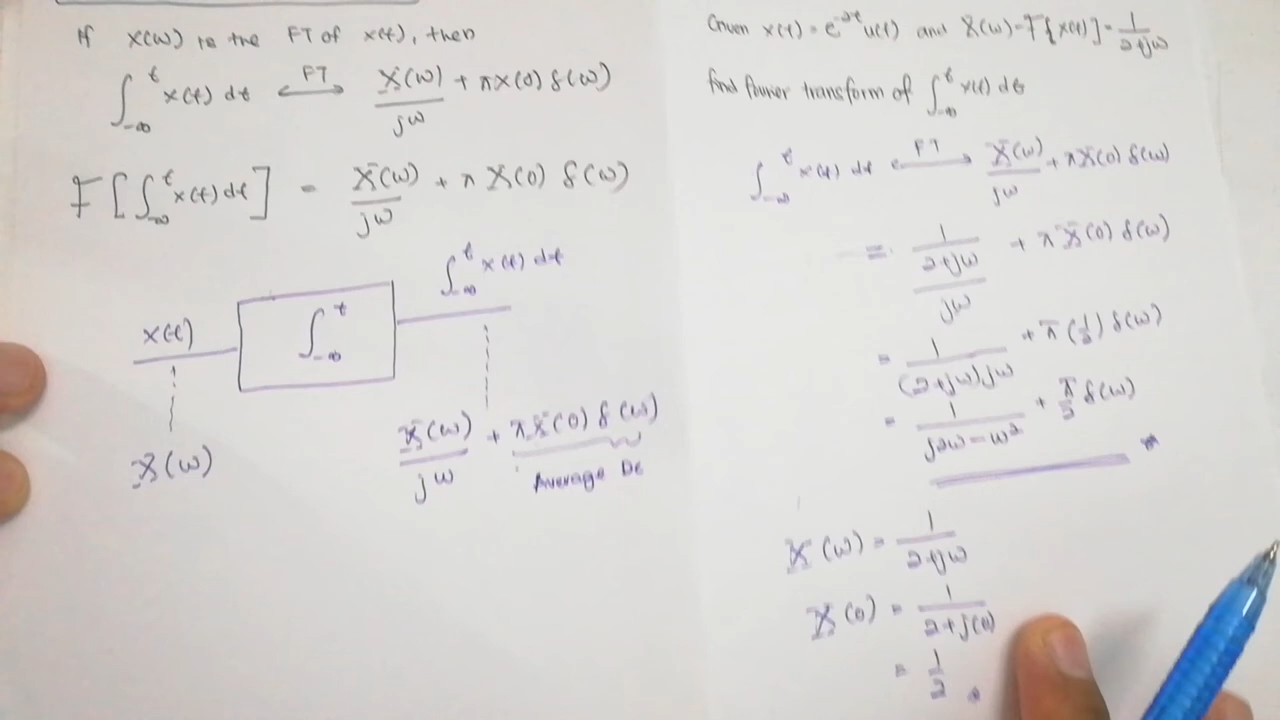 If X(ω) is the FT of x(t), then
∫_{-∞}^{t} x(t) dt ⟷FT X(ω)/jω + πX(0) δ(ω)
F[∫_{-∞}^{t} x(t) dt] = X(ω)/jω + π X(0) δ(ω)
∫_{-∞}^{t} x(t) dt
x(t)
∫_{-∞}^{t}
X(ω)
X(ω)/jω + πX(0) δ(ω)
Average DC
Given x(t) = e^{-2t} u(t) and X(ω) = F[x(t)] = 1/(2+jω)
find fourier transform of ∫_{-∞}^{t} x(t) dt
∫_{-∞}^{t} x(t) dt ⟷FT X(ω)/jω + πX(0) δ(ω)
= (1/(2+jω))/jω + πX(0) δ(ω)
= 1/((2+jω)jω) + π(1/2) δ(ω)
= 1/(j2ω-ω²) + π/2 δ(ω)
X(ω) = 1/(2+jω)
X(0) = 1/(2+j(0))
= 1/2